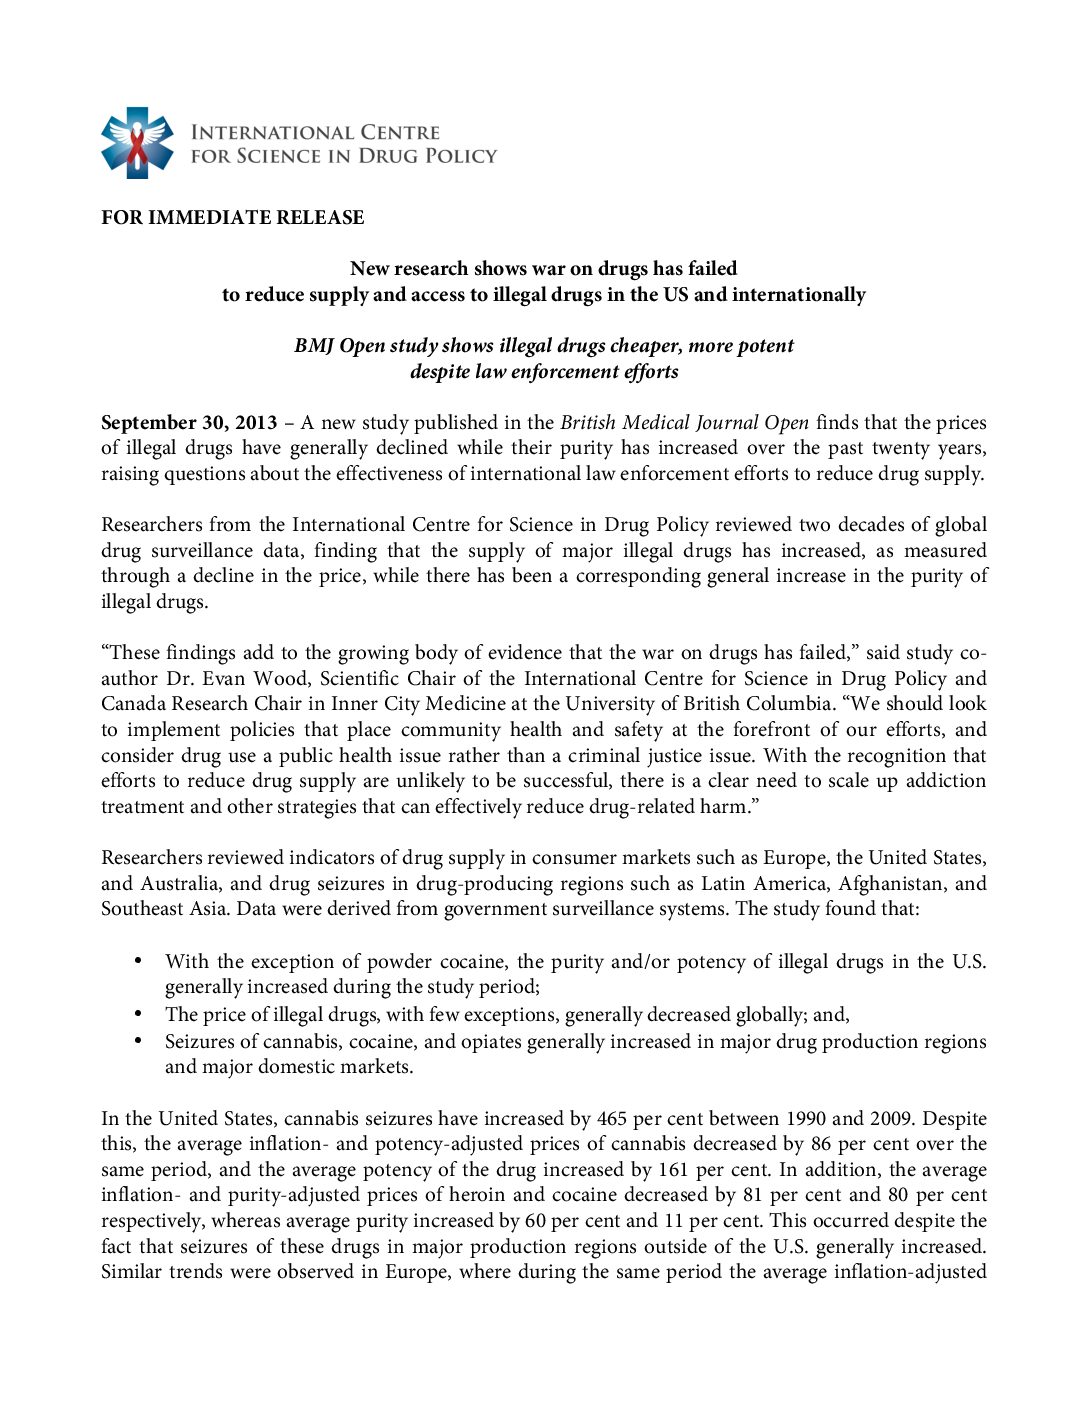 INTERNATIONAL CENTRE
FOR SCIENCE IN DRUG POLICY
FOR IMMEDIATE RELEASE
New research shows war on drugs has failed
to reduce supply and access to illegal drugs in the US and internationally
BMJ Open study shows illegal drugs cheaper, more potent
despite law enforcement efforts
September 30, 2013 – A new study published in the British Medical Journal Open finds that the prices
of illegal drugs have generally declined while their purity has increased over the past twenty years,
raising questions about the effectiveness of international law enforcement efforts to reduce drug supply.
Researchers from the International Centre for Science in Drug Policy reviewed two decades of global
drug surveillance data, finding that the supply of major illegal drugs has increased, as measured
through a decline in the price, while there has been a corresponding general increase in the purity of
illegal drugs.
“These findings add to the growing body of evidence that the war on drugs has failed,” said study co-
author Dr. Evan Wood, Scientific Chair of the International Centre for Science in Drug Policy and
Canada Research Chair in Inner City Medicine at the University of British Columbia. “We should look
to implement policies that place community health and safety at the forefront of our efforts, and
consider drug use a public health issue rather than a criminal justice issue. With the recognition that
efforts to reduce drug supply are unlikely to be successful, there is a clear need to scale up addiction
treatment and other strategies that can effectively reduce drug-related harm.”
Researchers reviewed indicators of drug supply in consumer markets such as Europe, the United States,
and Australia, and drug seizures in drug-producing regions such as Latin America, Afghanistan, and
Southeast Asia. Data were derived from government surveillance systems. The study found that:
• With the exception of powder cocaine, the purity and/or potency of illegal drugs in the U.S.
generally increased during the study period;
• The price of illegal drugs, with few exceptions, generally decreased globally; and,
• Seizures of cannabis, cocaine, and opiates generally increased in major drug production regions
and major domestic markets.
In the United States, cannabis seizures have increased by 465 per cent between 1990 and 2009. Despite
this, the average inflation- and potency-adjusted prices of cannabis decreased by 86 per cent over the
same period, and the average potency of the drug increased by 161 per cent. In addition, the average
inflation- and purity-adjusted prices of heroin and cocaine decreased by 81 per cent and 80 per cent
respectively, whereas average purity increased by 60 per cent and 11 per cent. This occurred despite the
fact that seizures of these drugs in major production regions outside of the U.S. generally increased.
Similar trends were observed in Europe, where during the same period the average inflation-adjusted